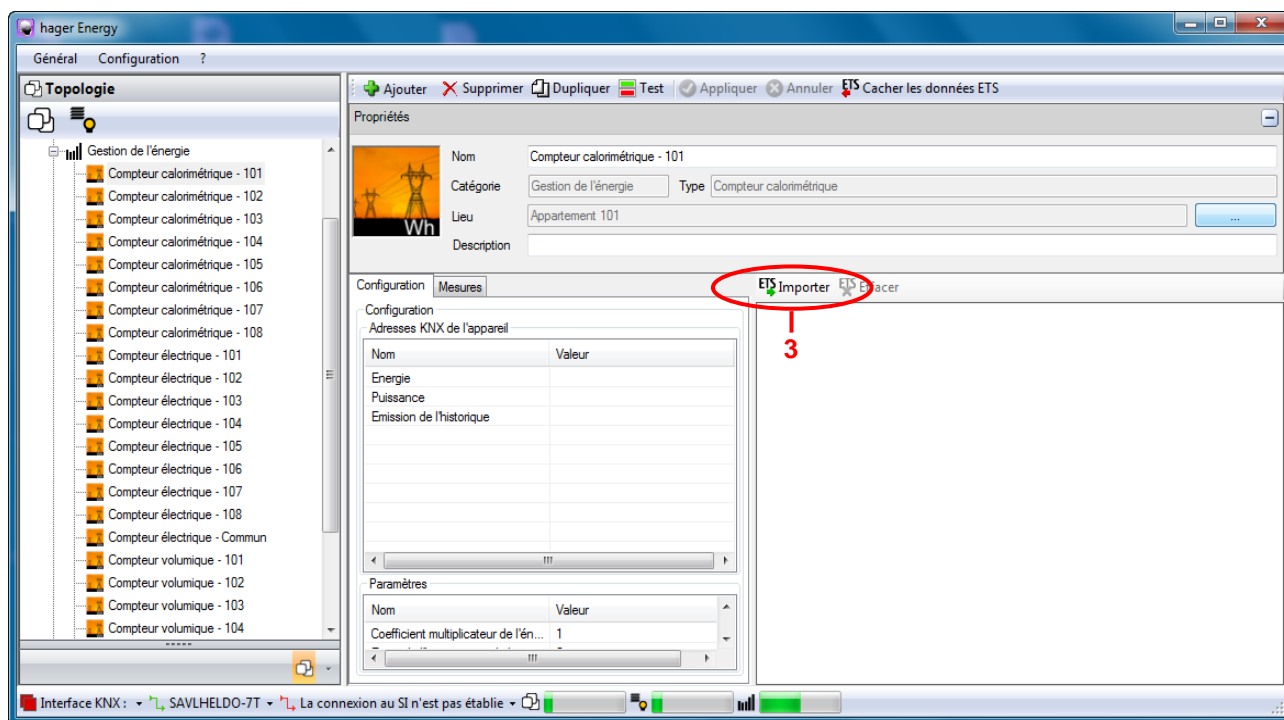 hager Energy
Général Configuration ?
Topologie
Ajouter Supprimer Dupliquer Test Appliquer Annuler ETS Cacher les données ETS
Propriétés
Gestion de l'énergie
Compteur calorimétrique - 101
Compteur calorimétrique - 102
Compteur calorimétrique - 103
Compteur calorimétrique - 104
Compteur calorimétrique - 105
Compteur calorimétrique - 106
Compteur calorimétrique - 107
Compteur calorimétrique - 108
Compteur électrique - 101
Compteur électrique - 102
Compteur électrique - 103
Compteur électrique - 104
Compteur électrique - 105
Compteur électrique - 106
Compteur électrique - 107
Compteur électrique - 108
Compteur électrique - Commun
Compteur volumique - 101
Compteur volumique - 102
Compteur volumique - 103
Compteur volumique - 104
Wh
Nom Compteur calorimétrique - 101
Catégorie Gestion de l'énergie Type Compteur calorimétrique
Lieu Appartement 101 ...
Description
Configuration Mesures
ETS Importer ETS Effacer
3
Configuration
Adresses KNX de l'appareil
Nom Valeur
Energie
Puissance
Emission de l'historique
Paramètres
Nom Valeur
Coefficient multiplicateur de l'én... 1
Interface KNX : SAVLHELDO-7T La connexion au SI n'est pas établie